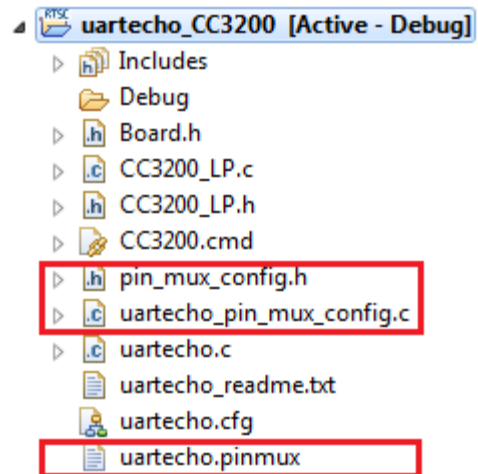 RTSC
uartecho_CC3200 [Active - Debug]
Includes
Debug
.h Board.h
.c CC3200_LP.c
.h CC3200_LP.h
CC3200.cmd
.h pin_mux_config.h
.c uartecho_pin_mux_config.c
.c uartecho.c
uartecho_readme.txt
uartecho.cfg
uartecho.pinmux